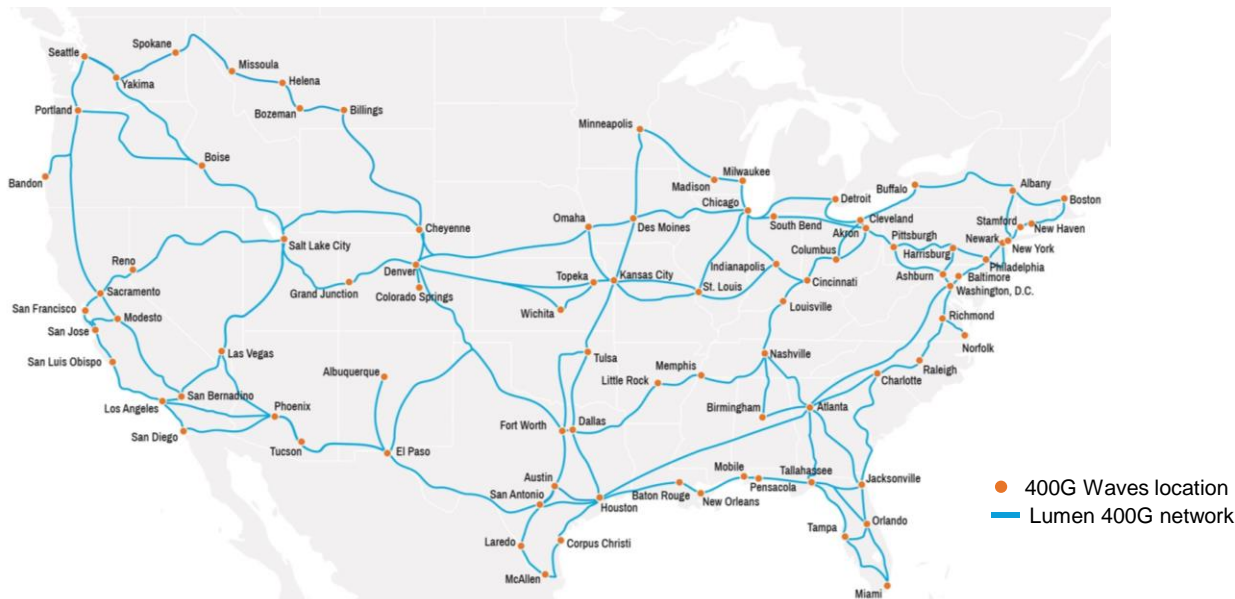 Seattle
Spokane
Missoula
Yakima
Helena
Portland
Bozeman
Billings
Boise
Bandon
Minneapolis
Milwaukee
Madison
Chicago
Detroit
Buffalo
Albany
Boston
Stamford
New Haven
South Bend
Cleveland
Akron
Pittsburgh
Newark
New York
Harrisburg
Philadelphia
Omaha
Des Moines
Columbus
Cheyenne
Salt Lake City
Reno
Denver
Grand Junction
Colorado Springs
Topeka
Kansas City
Indianapolis
Cincinnati
Ashburn
Baltimore
Washington, D.C.
St. Louis
Wichita
Louisville
Sacramento
San Francisco
Modesto
San Jose
Richmond
Norfolk
San Luis Obispo
Las Vegas
Albuquerque
Tulsa
Memphis
Nashville
Little Rock
Raleigh
Charlotte
San Bernadino
Los Angeles
Phoenix
Birmingham
Atlanta
San Diego
Tucson
El Paso
Fort Worth
Dallas
Austin
San Antonio
Houston
Mobile
Tallahassee
Baton Rouge
Pensacola
New Orleans
Jacksonville
Laredo
Corpus Christi
McAllen
Tampa
Orlando
Miami
400G Waves location
Lumen 400G network